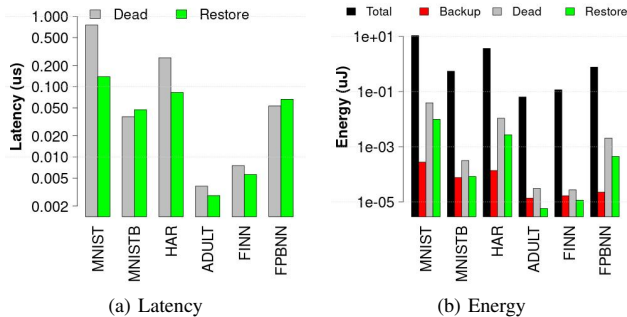 Dead Restore
Latency (us)
1.000
0.500
0.200
0.100
0.050
0.020
0.010
0.005
0.002
MNIST
MNISTB
HAR
ADULT
FINN
FPBNN
(a) Latency
Total Backup Dead Restore
Energy (uJ)
1e+01
1e-01
1e-03
1e-05
MNIST
MNISTB
HAR
ADULT
FINN
FPBNN
(b) Energy